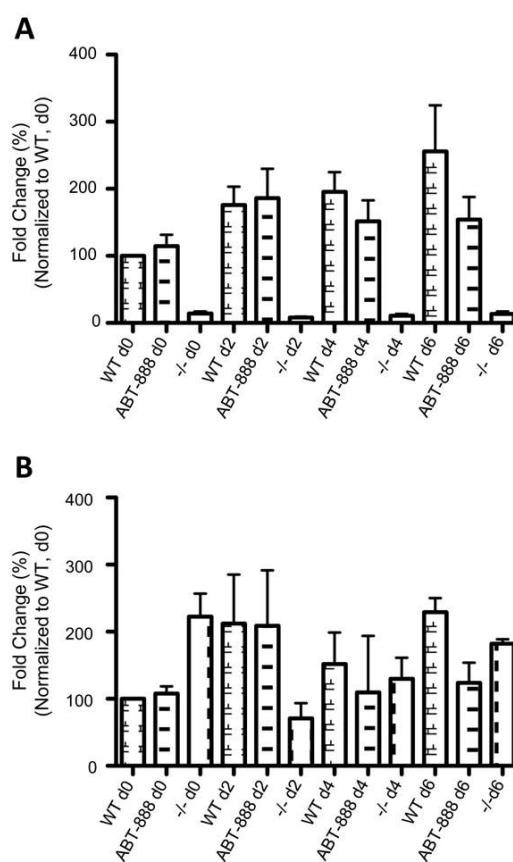 A
Fold Change (%)
(Normalized to WT, d0)
400
300
200
100
0
WT d0
ABT-888 d0
-/- d0
WT d2
ABT-888 d2
-/- d2
WT d4
ABT-888 d4
-/- d4
WT d6
ABT-888 d6
-/- d6
B
Fold Change (%)
(Normalized to WT, d0)
400
300
200
100
0
WT d0
ABT-888 d0
-/- d0
WT d2
ABT-888 d2
-/- d2
WT d4
ABT-888 d4
-/- d4
WT d6
ABT-888 d6
-/-d6